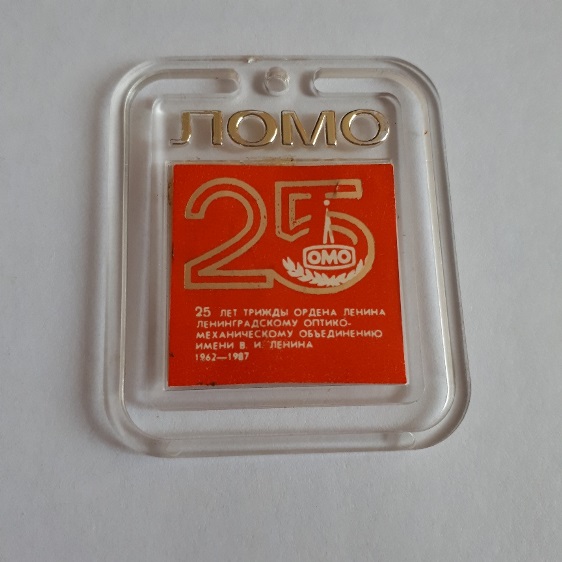 ЛОМО
25
ОМО
25 ЛЕТ ТРИЖДЫ ОРДЕНА ЛЕНИНА
ЛЕНИНГРАДСКОМУ ОПТИКО-
МЕХАНИЧЕСКОМУ ОБЪЕДИНЕНИЮ
ИМЕНИ В. И. ЛЕНИНА
1962—1987